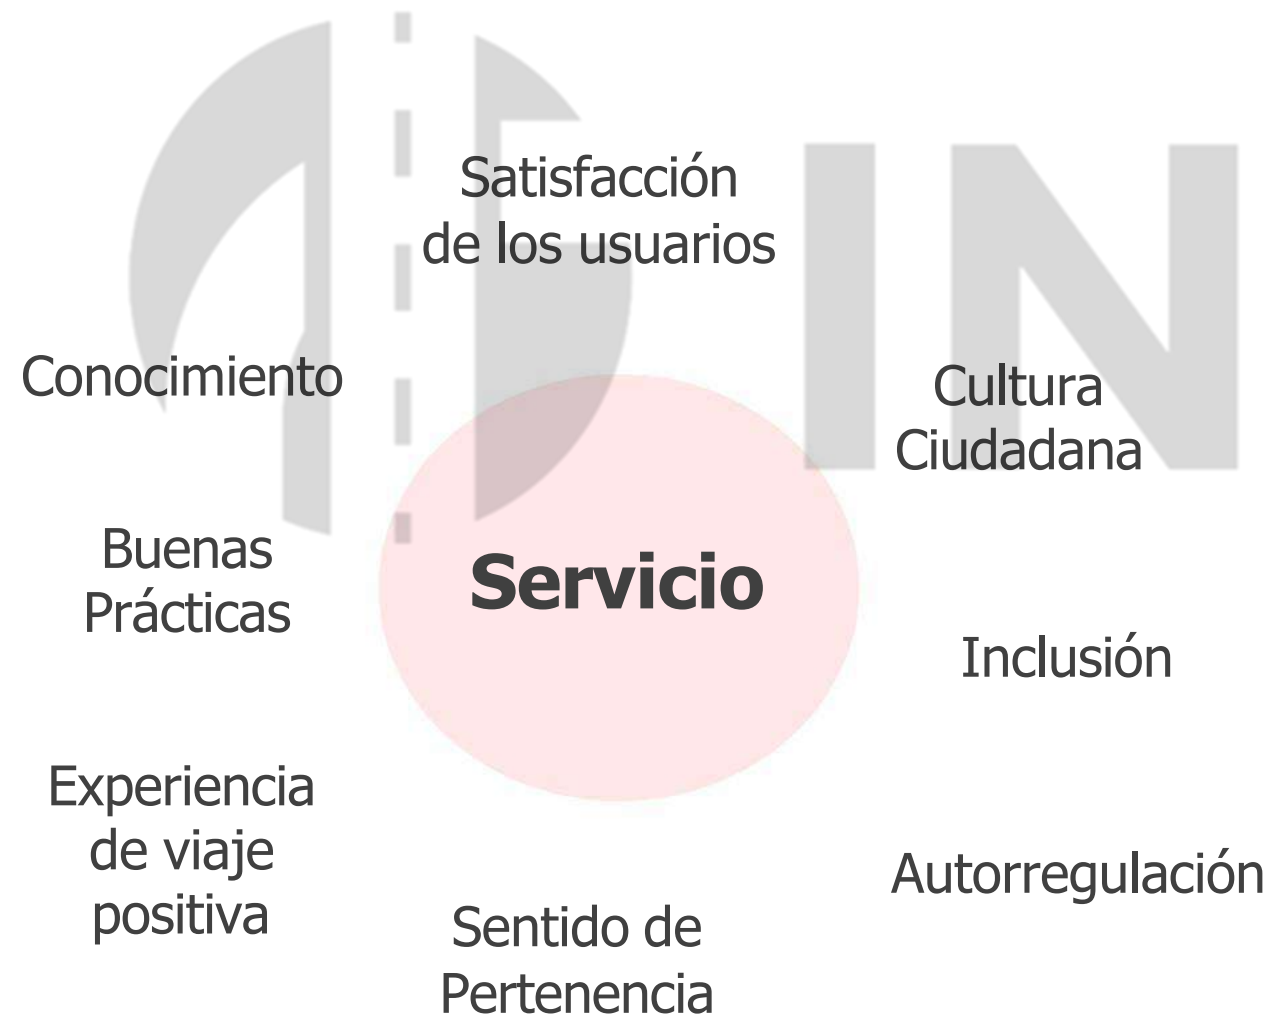 Satisfacción
de los usuarios
Conocimiento
Cultura
Ciudadana
Buenas
Prácticas
Servicio
Inclusión
Experiencia
de viaje
positiva
Autorregulación
Sentido de
Pertenencia
IN